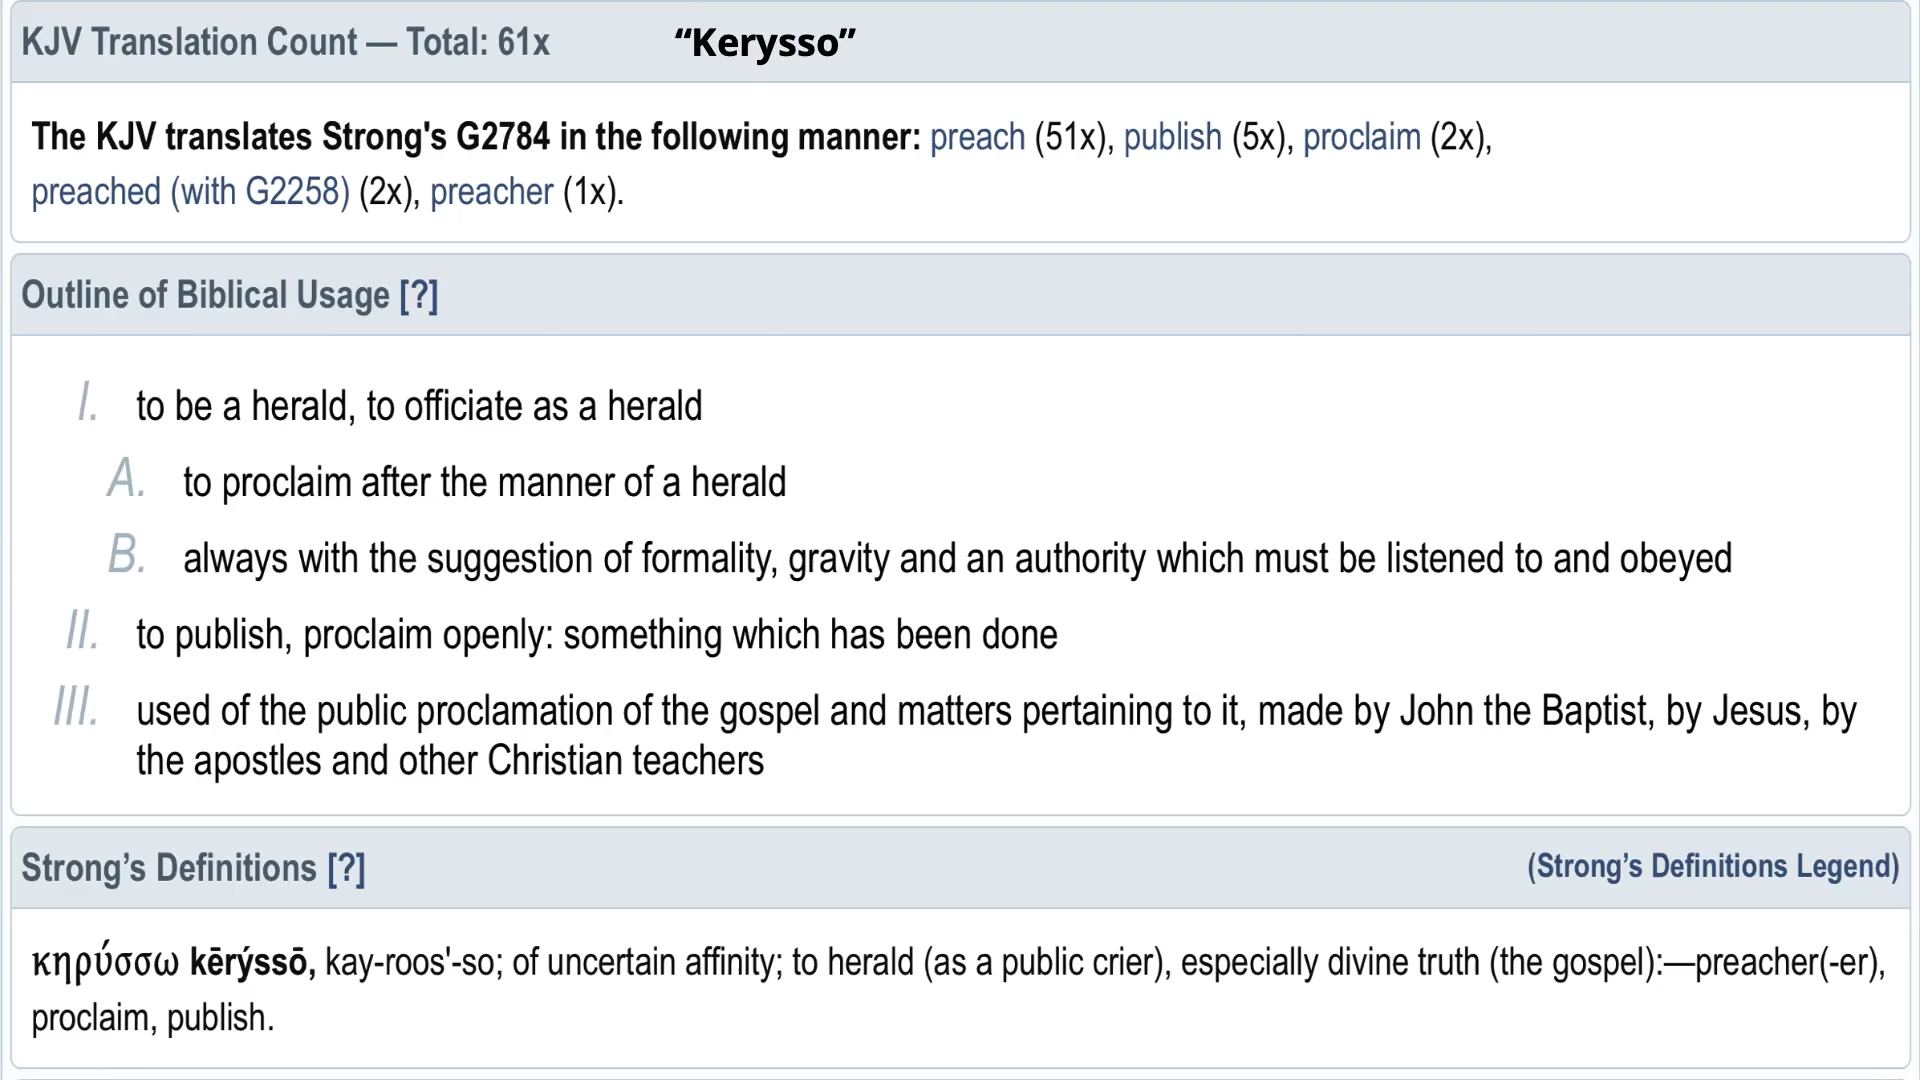 KJV Translation Count — Total: 61x “Kerysso”
The KJV translates Strong's G2784 in the following manner: preach (51x), publish (5x), proclaim (2x),
preached (with G2258) (2x), preacher (1x).
Outline of Biblical Usage [?]
I. to be a herald, to officiate as a herald
A. to proclaim after the manner of a herald
B. always with the suggestion of formality, gravity and an authority which must be listened to and obeyed
II. to publish, proclaim openly: something which has been done
III. used of the public proclamation of the gospel and matters pertaining to it, made by John the Baptist, by Jesus, by
the apostles and other Christian teachers
Strong’s Definitions [?] (Strong’s Definitions Legend)
κηρύσσω kērýssō, kay-roos'-so; of uncertain affinity; to herald (as a public crier), especially divine truth (the gospel):—preacher(-er),
proclaim, publish.